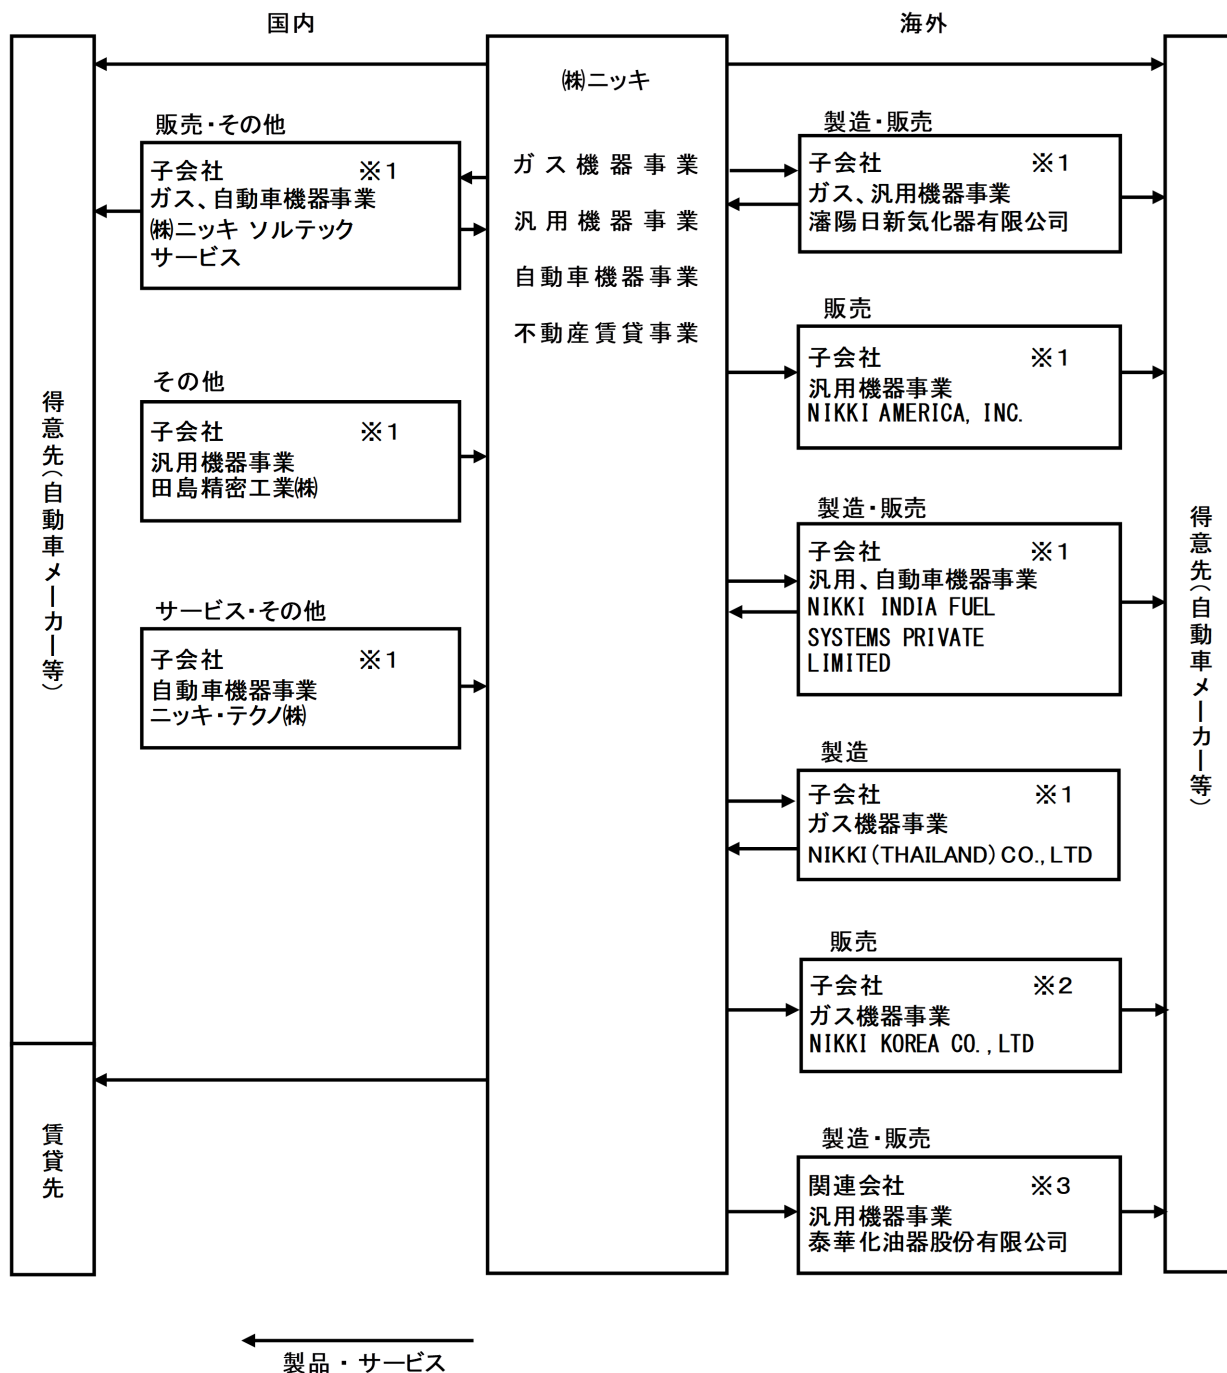 国内
海外
㈱ニッキ
ガス機器事業
汎用機器事業
自動車機器事業
不動産賃貸事業
得意先(自動車メーカー等)
賃貸先
販売・その他
子会社 ※1
ガス、自動車機器事業
㈱ニッキ ソルテック
サービス
その他
子会社 ※1
汎用機器事業
田島精密工業㈱
サービス・その他
子会社 ※1
自動車機器事業
ニッキ・テクノ㈱
製造・販売
子会社 ※1
ガス、汎用機器事業
瀋陽日新気化器有限公司
販売
子会社 ※1
汎用機器事業
NIKKI AMERICA, INC.
製造・販売
子会社 ※1
汎用、自動車機器事業
NIKKI INDIA FUEL
SYSTEMS PRIVATE
LIMITED
製造
子会社 ※1
ガス機器事業
NIKKI(THAILAND)CO.,LTD
販売
子会社 ※2
ガス機器事業
NIKKI KOREA CO.,LTD
製造・販売
関連会社 ※3
汎用機器事業
泰華化油器股份有限公司
得意先(自動車メーカー等)
製品・サービス